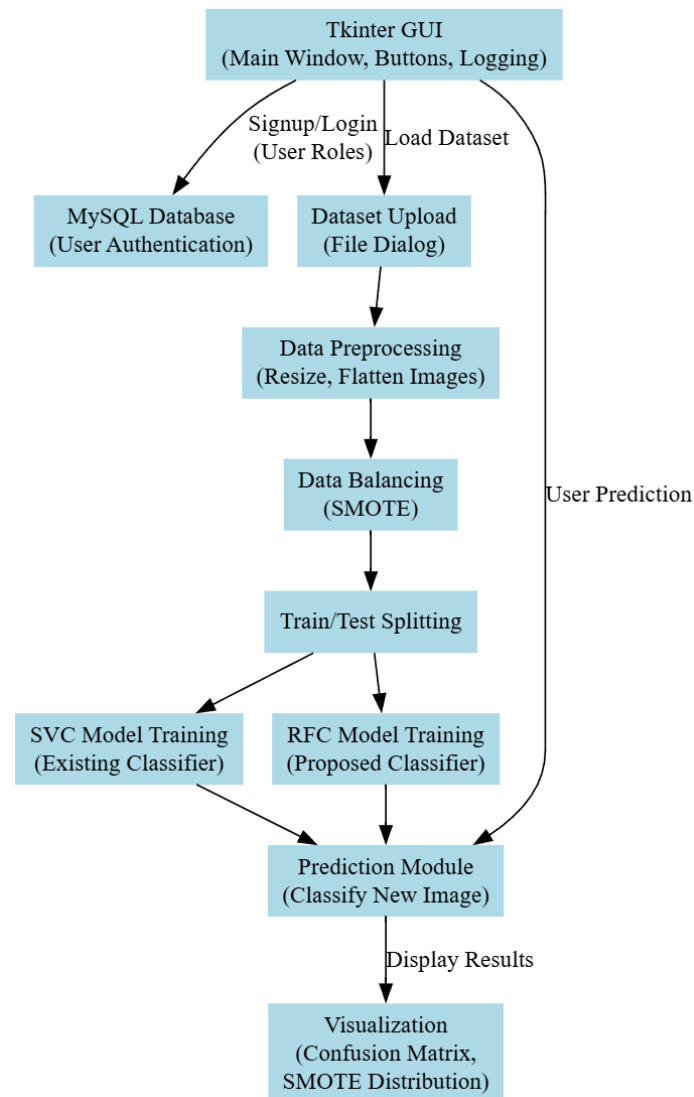 Tkinter GUI
(Main Window, Buttons, Logging)
Signup/Login
(User Roles)
Load Dataset
MySQL Database
(User Authentication)
Dataset Upload
(File Dialog)
Data Preprocessing
(Resize, Flatten Images)
Data Balancing
(SMOTE)
User Prediction
Train/Test Splitting
SVC Model Training
(Existing Classifier)
RFC Model Training
(Proposed Classifier)
Prediction Module
(Classify New Image)
Display Results
Visualization
(Confusion Matrix,
SMOTE Distribution)